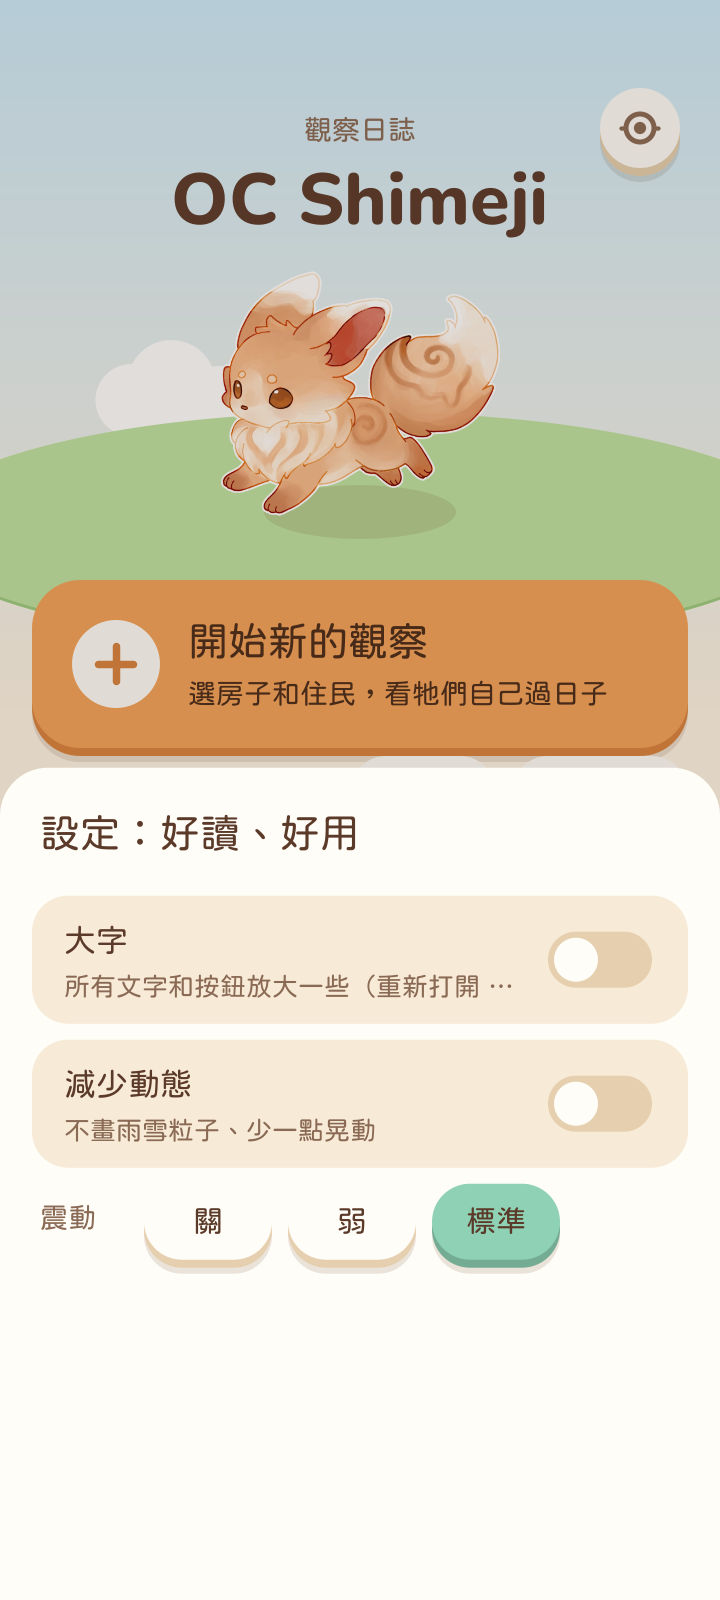 觀察日誌
OC Shimeji
開始新的觀察
選房子和住民，看牠們自己過日子
設定：好讀、好用
大字
所有文字和按鈕放大一些（重新打開 …
減少動態
不畫雨雪粒子、少一點晃動
震動 關 弱 標準